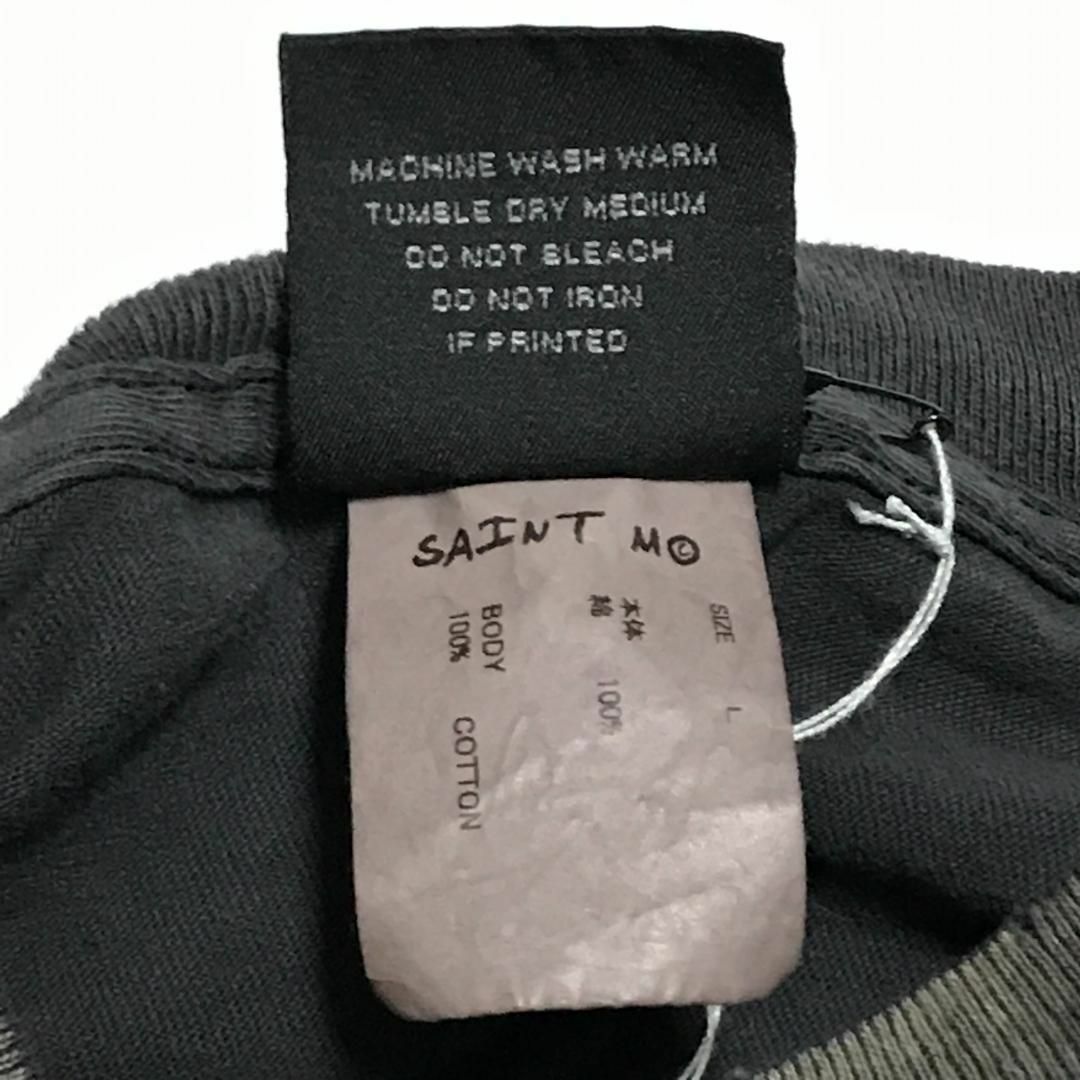 MACHINE WASH WARM
TUMBLE DRY MEDIUM
DO NOT BLEACH
DO NOT IRON
IF PRINTED
SAINT M©
SIZE L
本体
綿 100%
BODY
100% COTTON